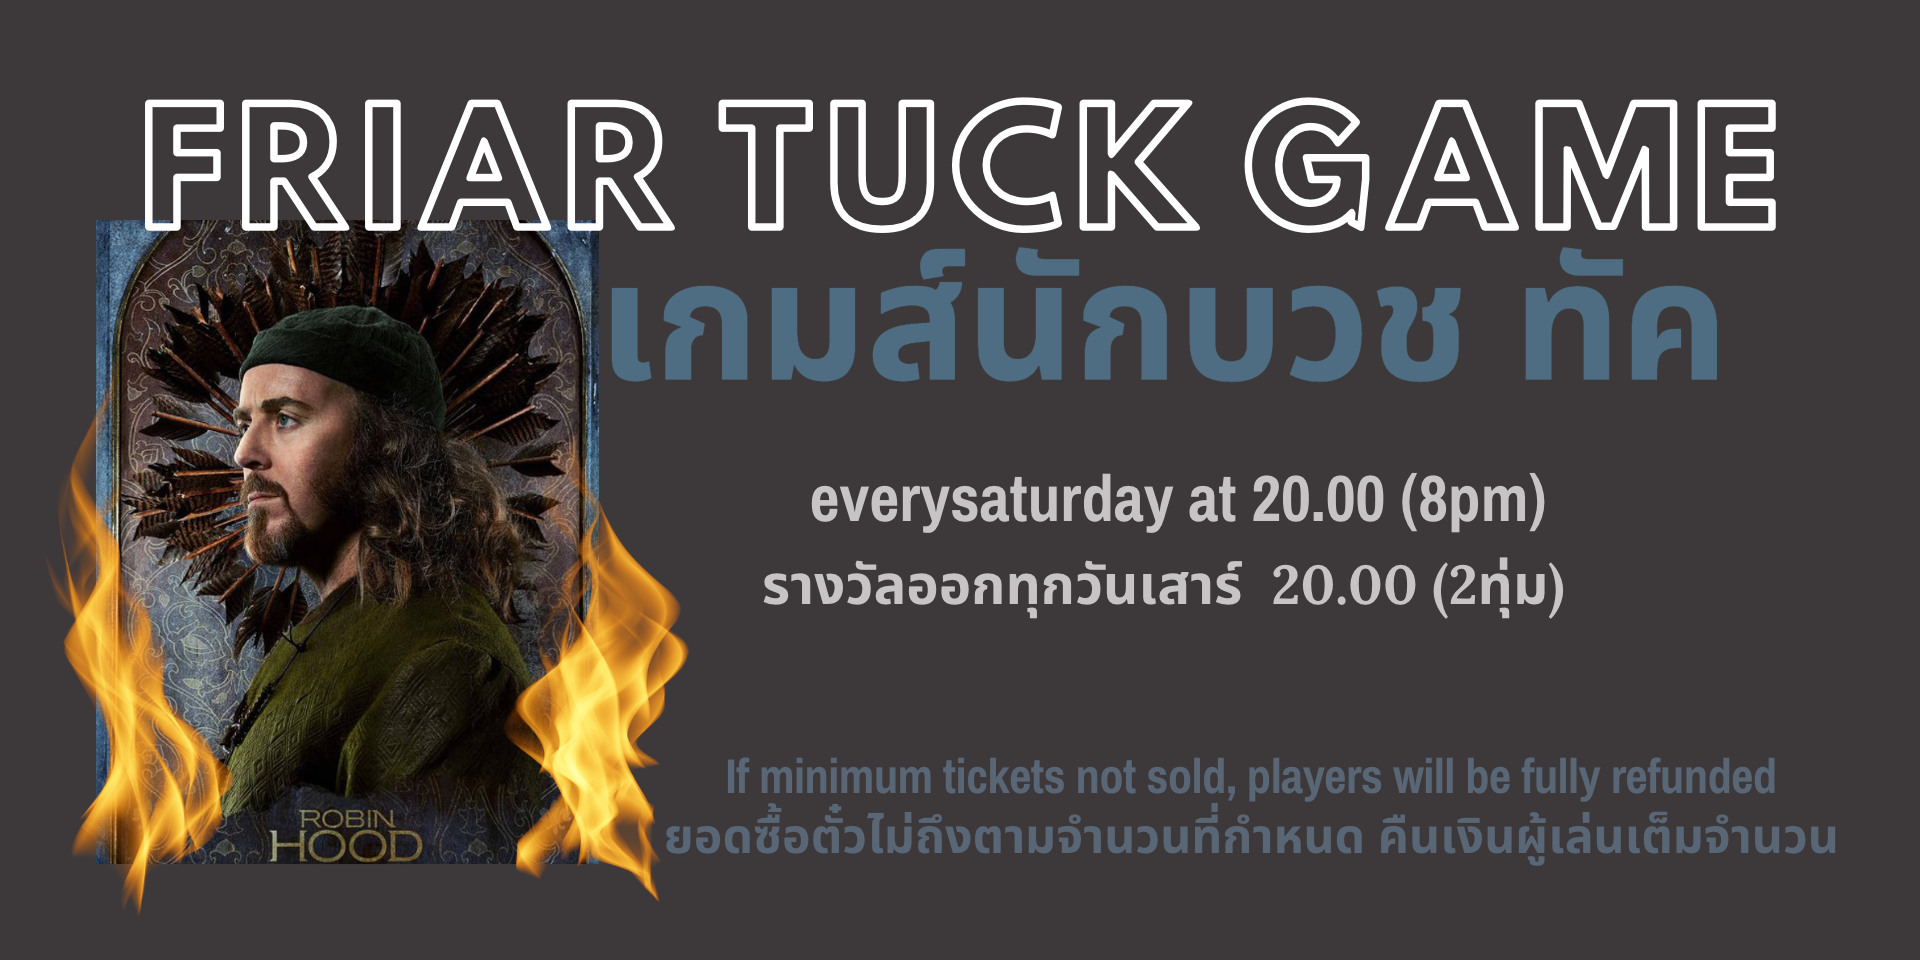 FRIAR TUCK GAME
เกมส์นักบวช ทัค
everysaturday at 20.00 (8pm)
รางวัลออกทุกวันเสาร์ 20.00 (2ทุ่ม)
If minimum tickets not sold, players will be fully refunded
ยอดซื้อตั๋วไม่ถึงตามจำนวนที่กำหนด คืนเงินผู้เล่นเต็มจำนวน
ROBIN
HOOD